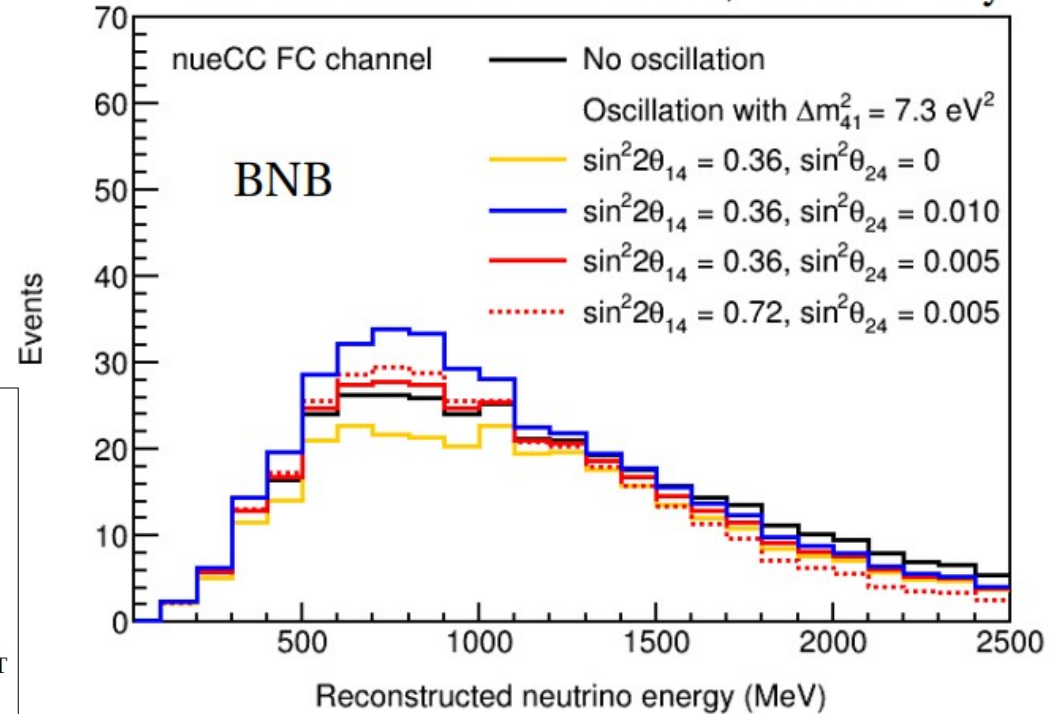 70
60
50
40
30
20
10
0
Events
nueCC FC channel
BNB
No oscillation
Oscillation with Δm²₄₁ = 7.3 eV²
sin²2θ₁₄ = 0.36, sin²θ₂₄ = 0
sin²2θ₁₄ = 0.36, sin²θ₂₄ = 0.010
sin²2θ₁₄ = 0.36, sin²θ₂₄ = 0.005
sin²2θ₁₄ = 0.72, sin²θ₂₄ = 0.005
500 1000 1500 2000 2500
Reconstructed neutrino energy (MeV)
T